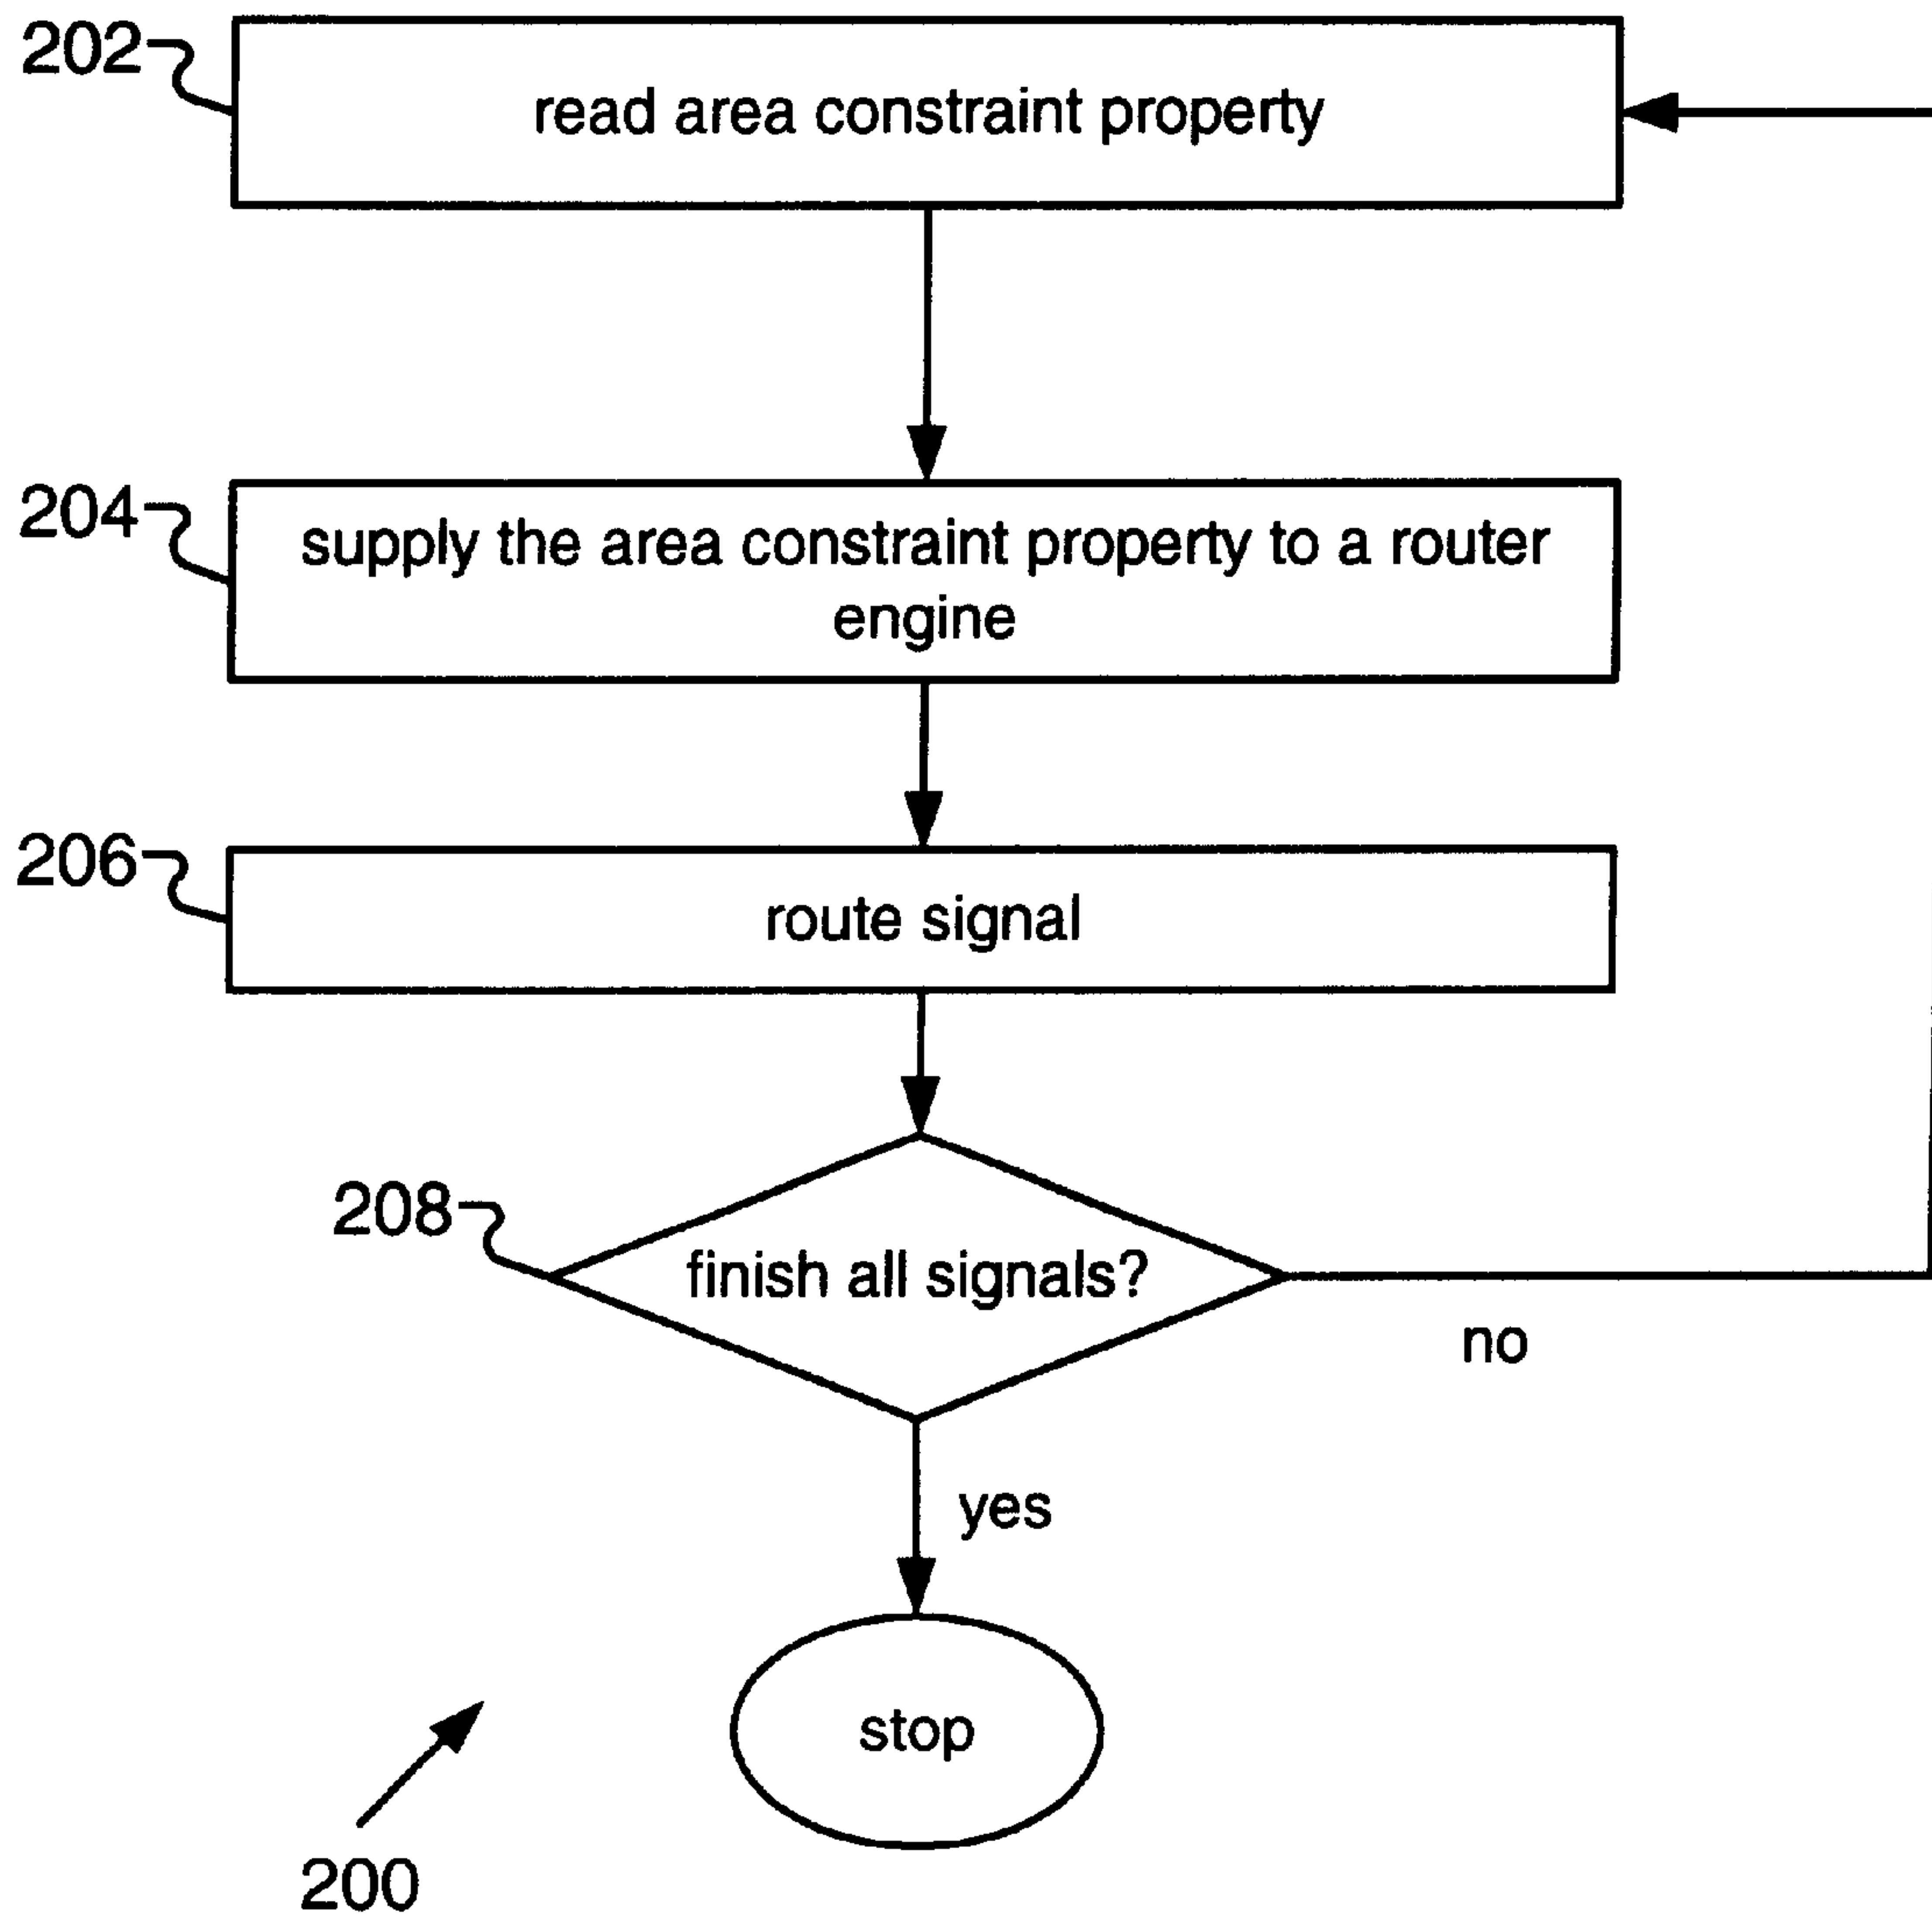 202
read area constraint property
204
supply the area constraint property to a router
engine
206
route signal
208
finish all signals?
no
yes
stop
200